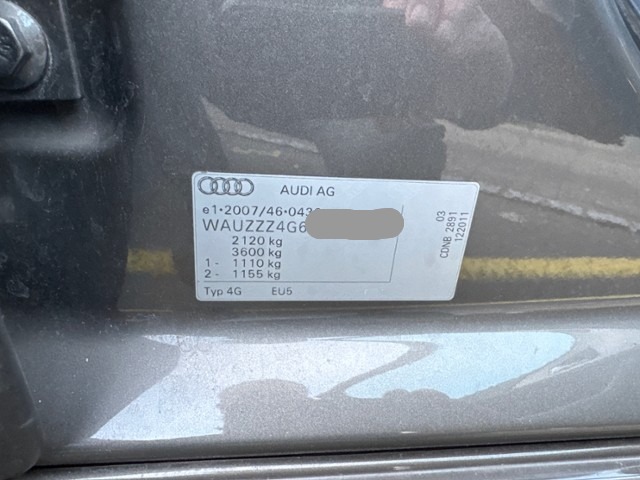 AUDI AG
e1*2007/46*043
WAUZZZ4G6
2120 kg
3600 kg
1- 1110 kg
2- 1155 kg
Typ 4G EU5
03
CDNB 2891
122011